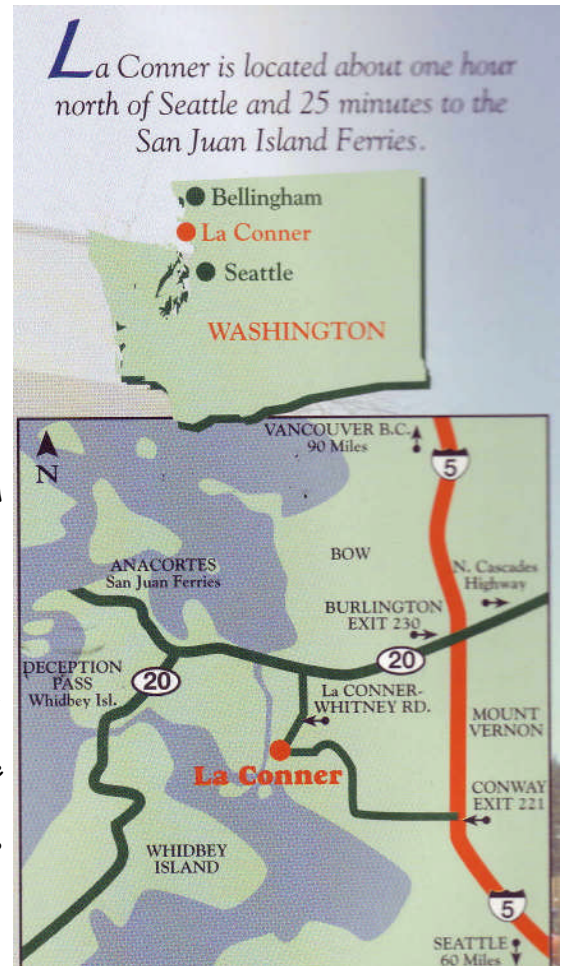 La Conner is located about one hour
north of Seattle and 25 minutes to the
San Juan Island Ferries.
Bellingham
La Conner
Seattle
WASHINGTON
VANCOUVER B.C.
90 Miles
N
5
BOW
ANACORTES
San Juan Ferries
N. Cascades
Highway
BURLINGTON
EXIT 230
20
DECEPTION
PASS
Whidbey Isl.
20
La CONNER-
WHITNEY RD.
MOUNT
VERNON
La Conner
CONWAY
EXIT 221
WHIDBEY
ISLAND
5
SEATTLE
60 Miles